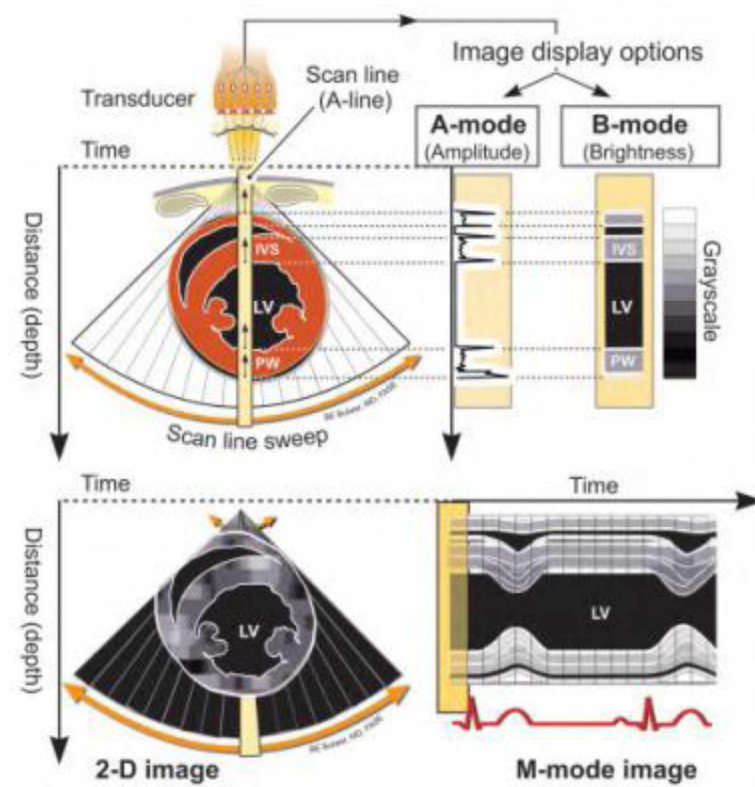 Image display options
Scan line
(A-line)
Transducer
A-mode
(Amplitude)
B-mode
(Brightness)
Time
Distance (depth)
IVS
LV
PW
IVS
LV
PW
Grayscale
Scan line sweep
Time
Time
Distance (depth)
LV
LV
2-D image
M-mode image